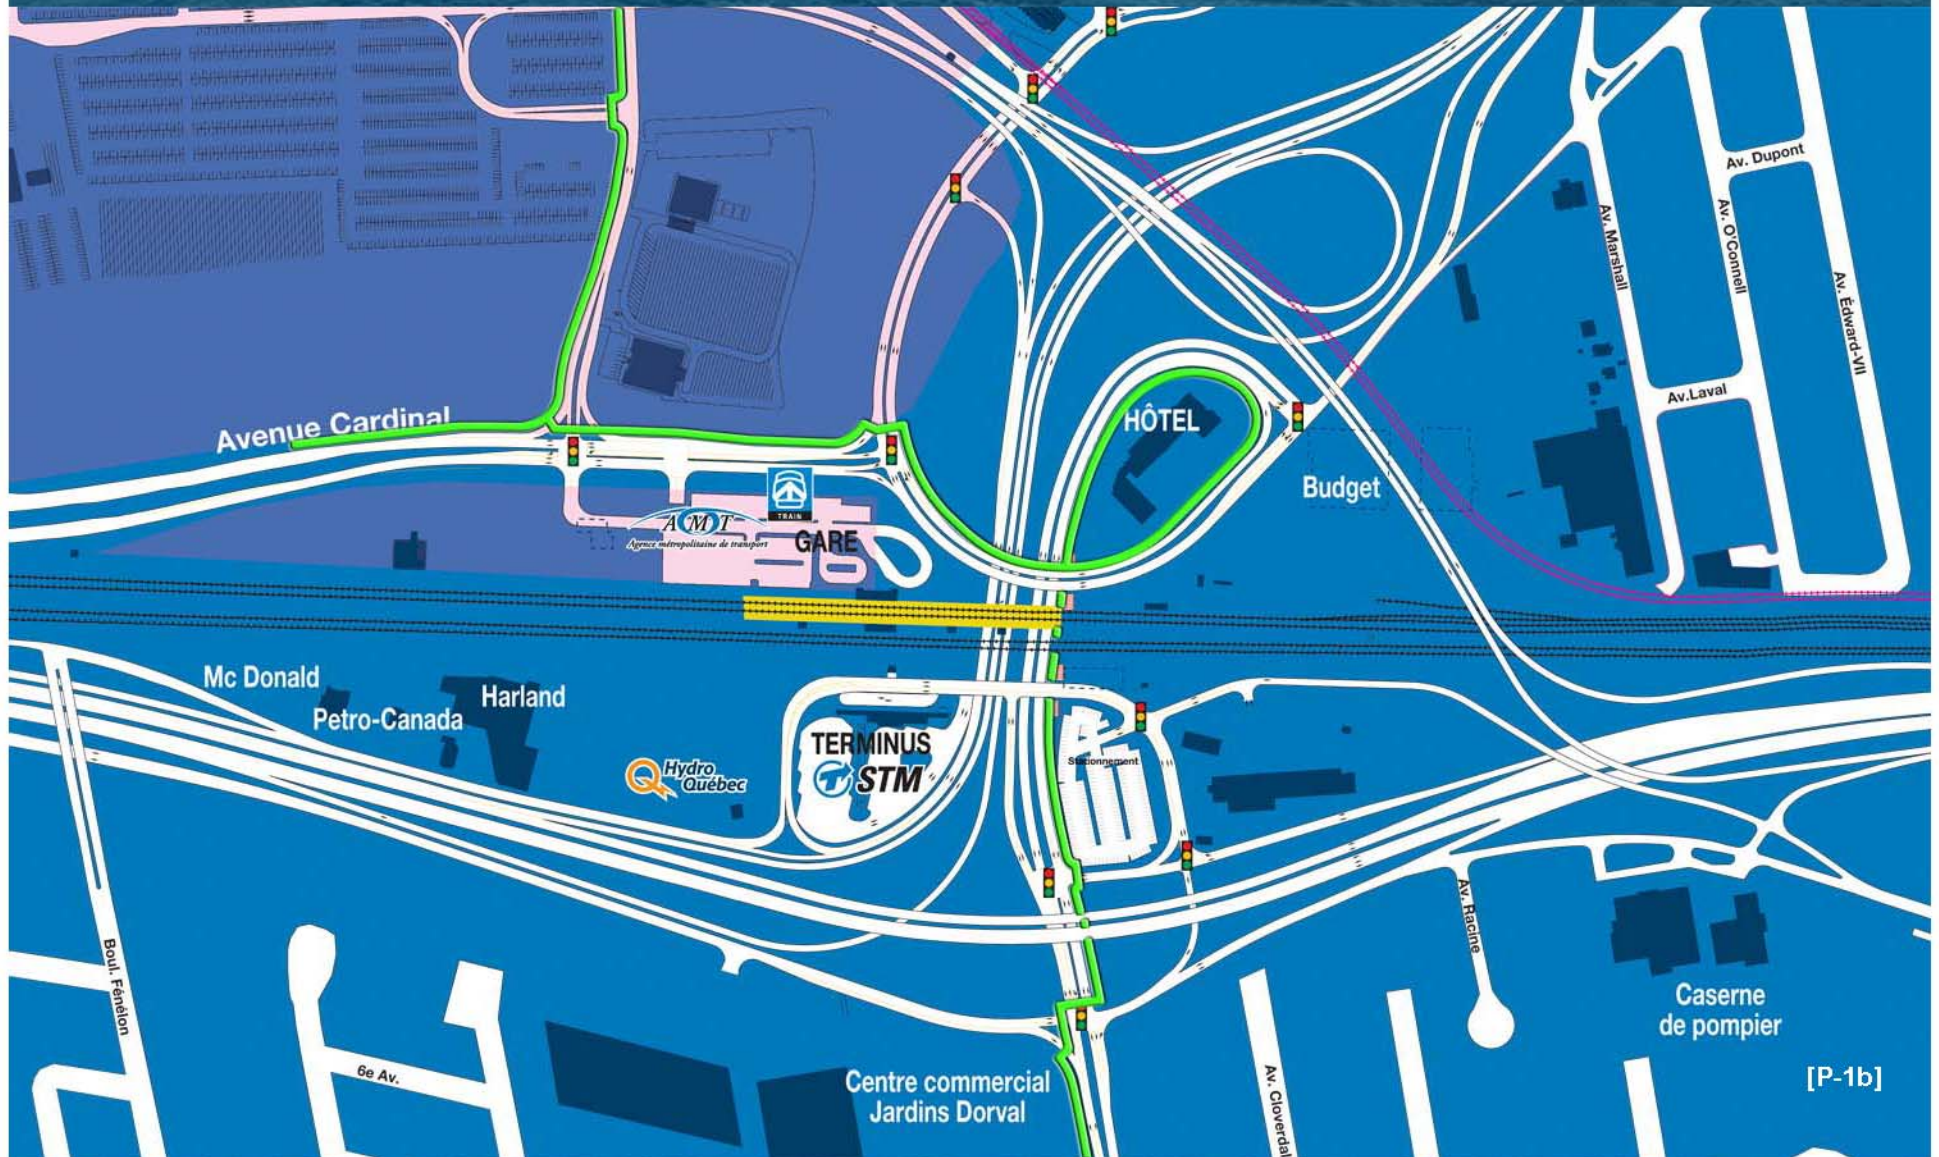 Av. Dupont
Av. Marshall
Av. O'Connell
Av. Édward-VII
Av.Laval
Avenue Cardinal
HÔTEL
Budget
TRAIN
AMT
Agence métropolitaine de transport
GARE
Mc Donald
Petro-Canada
Harland
Hydro
Québec
TERMINUS
STM
Stationnement
Boul. Fénélon
6e Av.
Av. Racine
Caserne
de pompier
Centre commercial
Jardins Dorval
Av. Cloverdal
[P-1b]